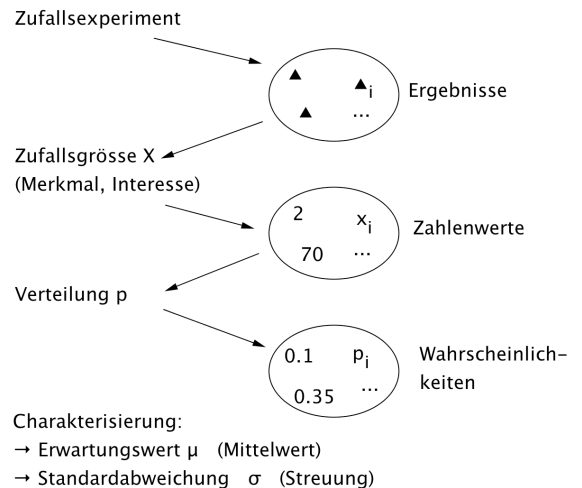 Zufallsexperiment
▲ ▲i
▲ ...
Ergebnisse
Zufallsgrösse X
(Merkmal, Interesse)
2 xi
70 ...
Zahlenwerte
Verteilung p
0.1 pi
0.35 ...
Wahrscheinlich-
keiten
Charakterisierung:
→ Erwartungswert μ (Mittelwert)
→ Standardabweichung σ (Streuung)